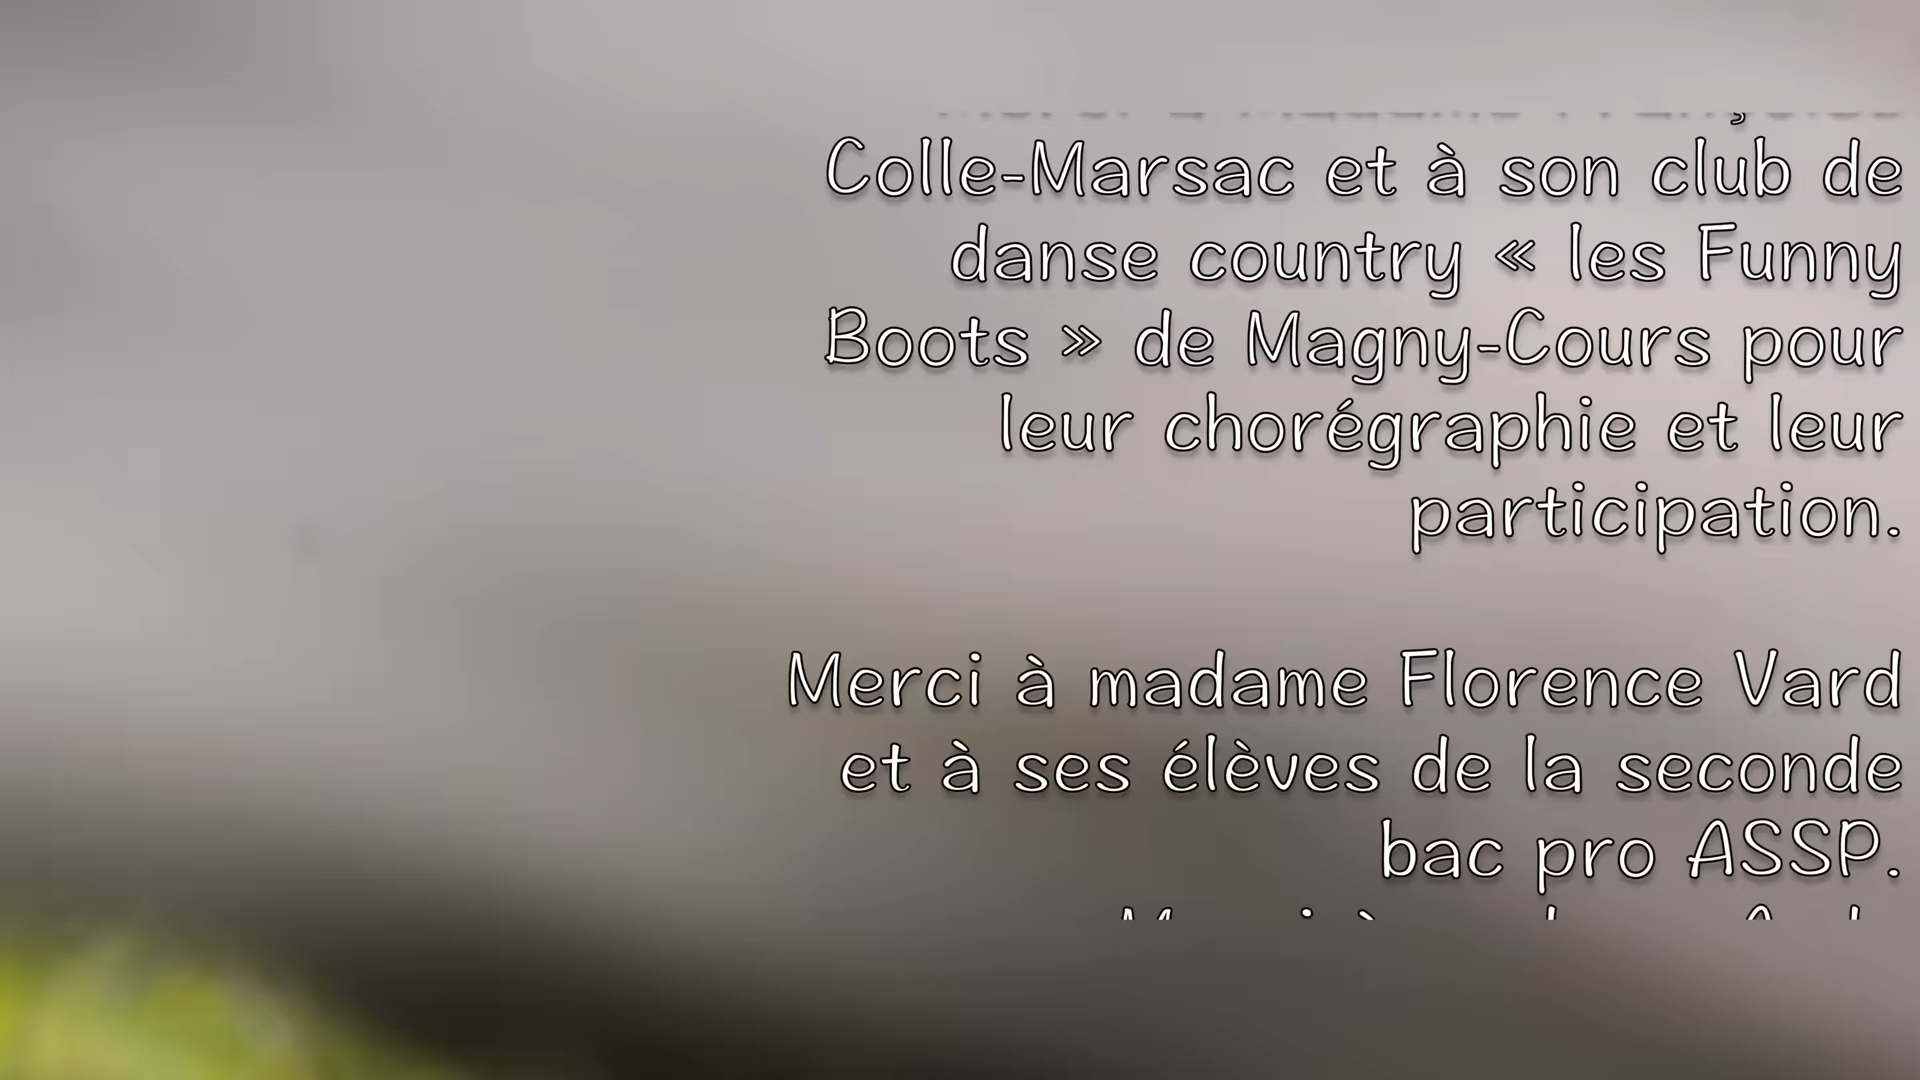 Colle-Marsac et à son club de
danse country « les Funny
Boots » de Magny-Cours pour
leur chorégraphie et leur
participation.
Merci à madame Florence Vard
et à ses élèves de la seconde
bac pro ASSP.